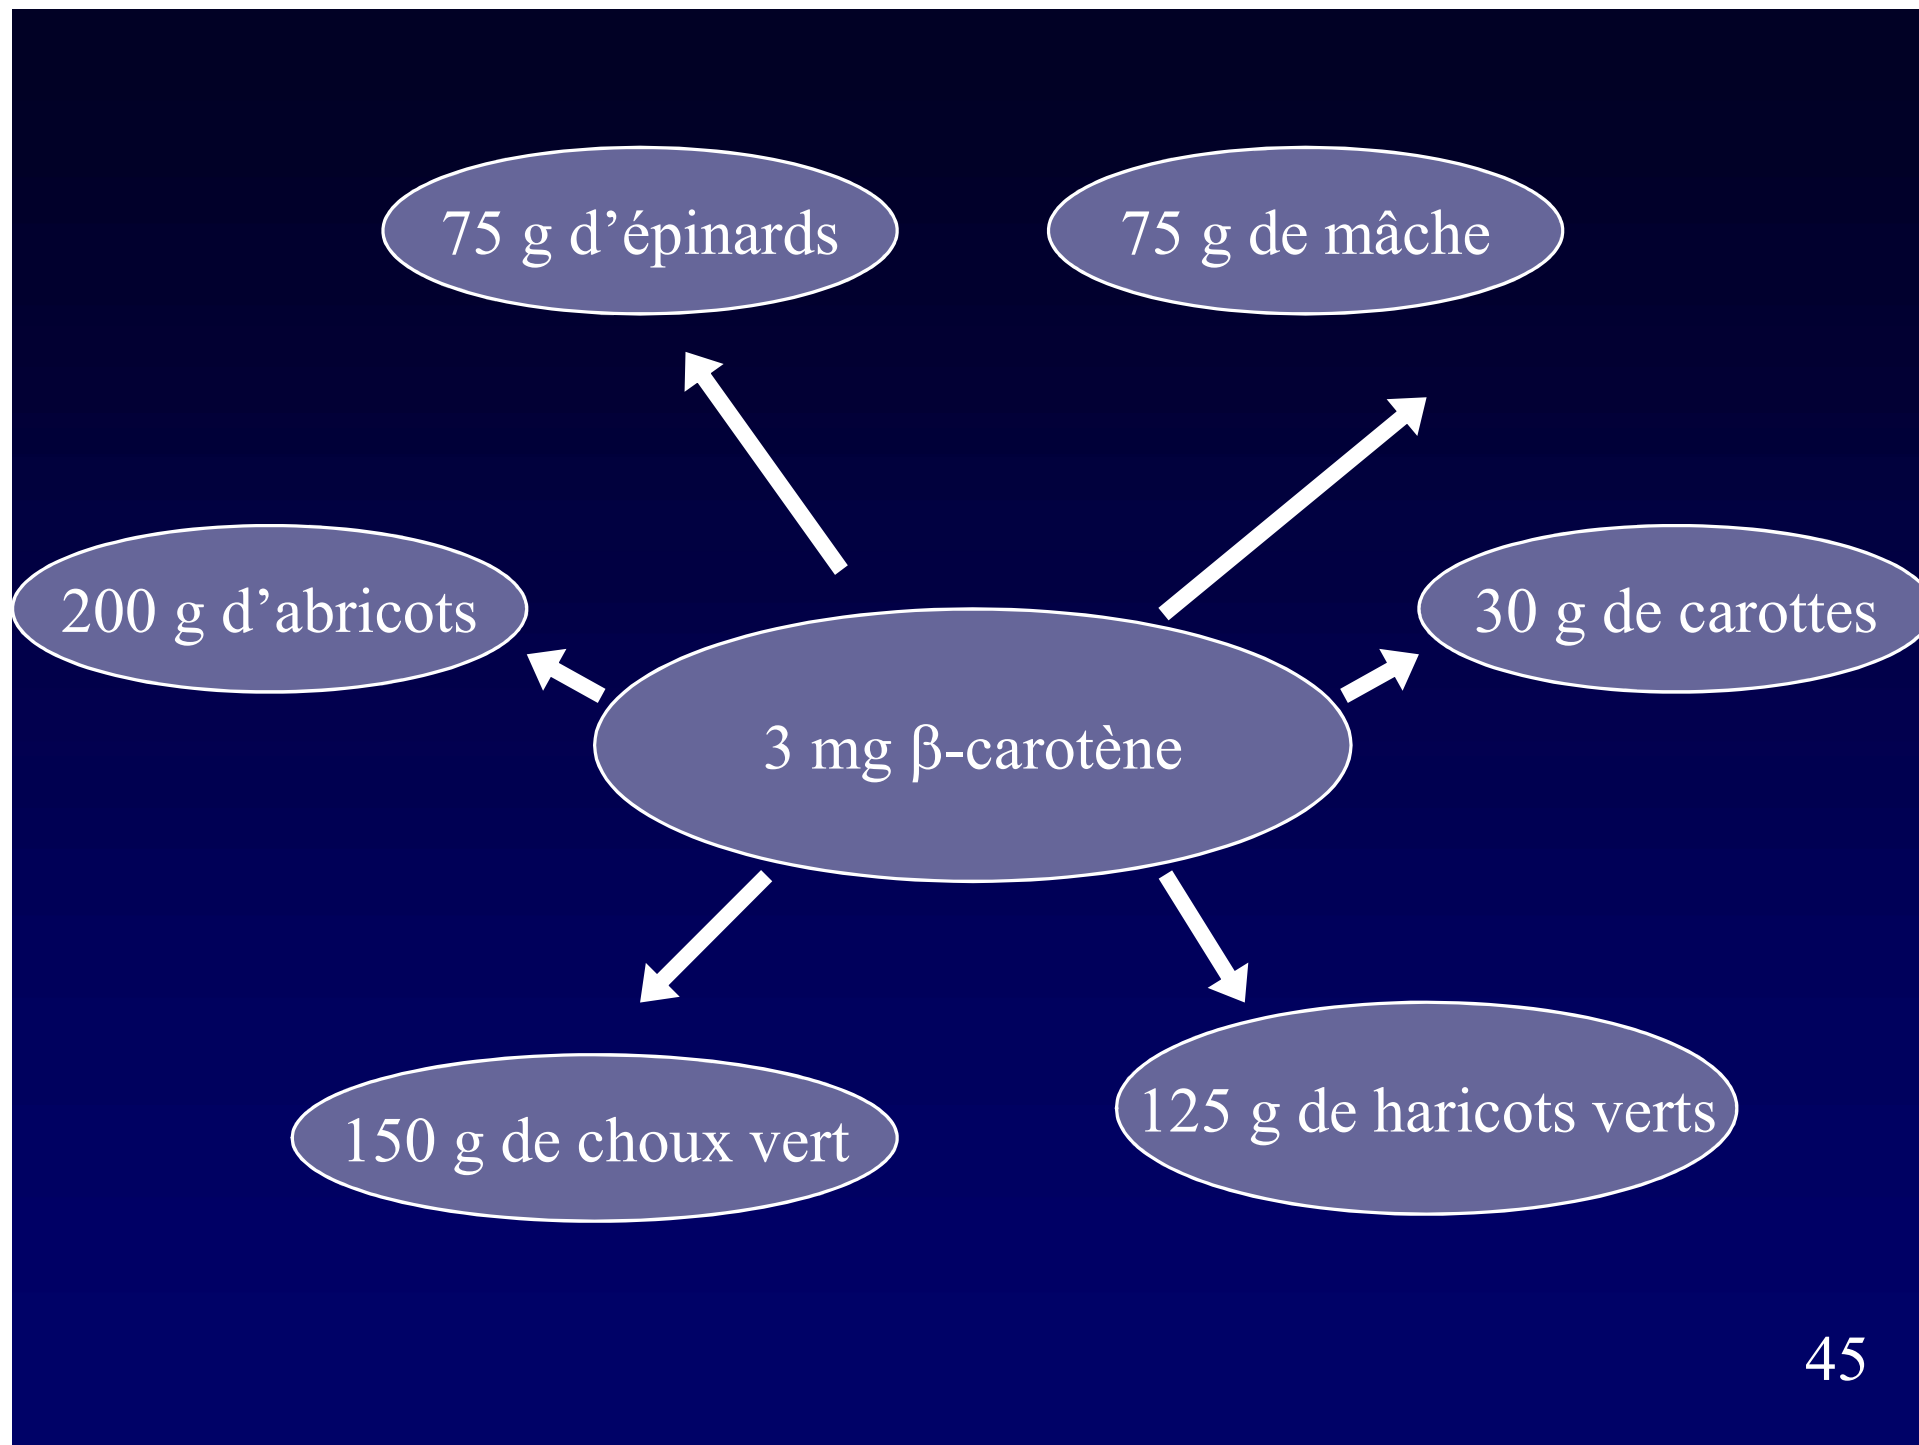 75 g d’épinards
75 g de mâche
200 g d’abricots
30 g de carottes
3 mg β-carotène
150 g de choux vert
125 g de haricots verts
45